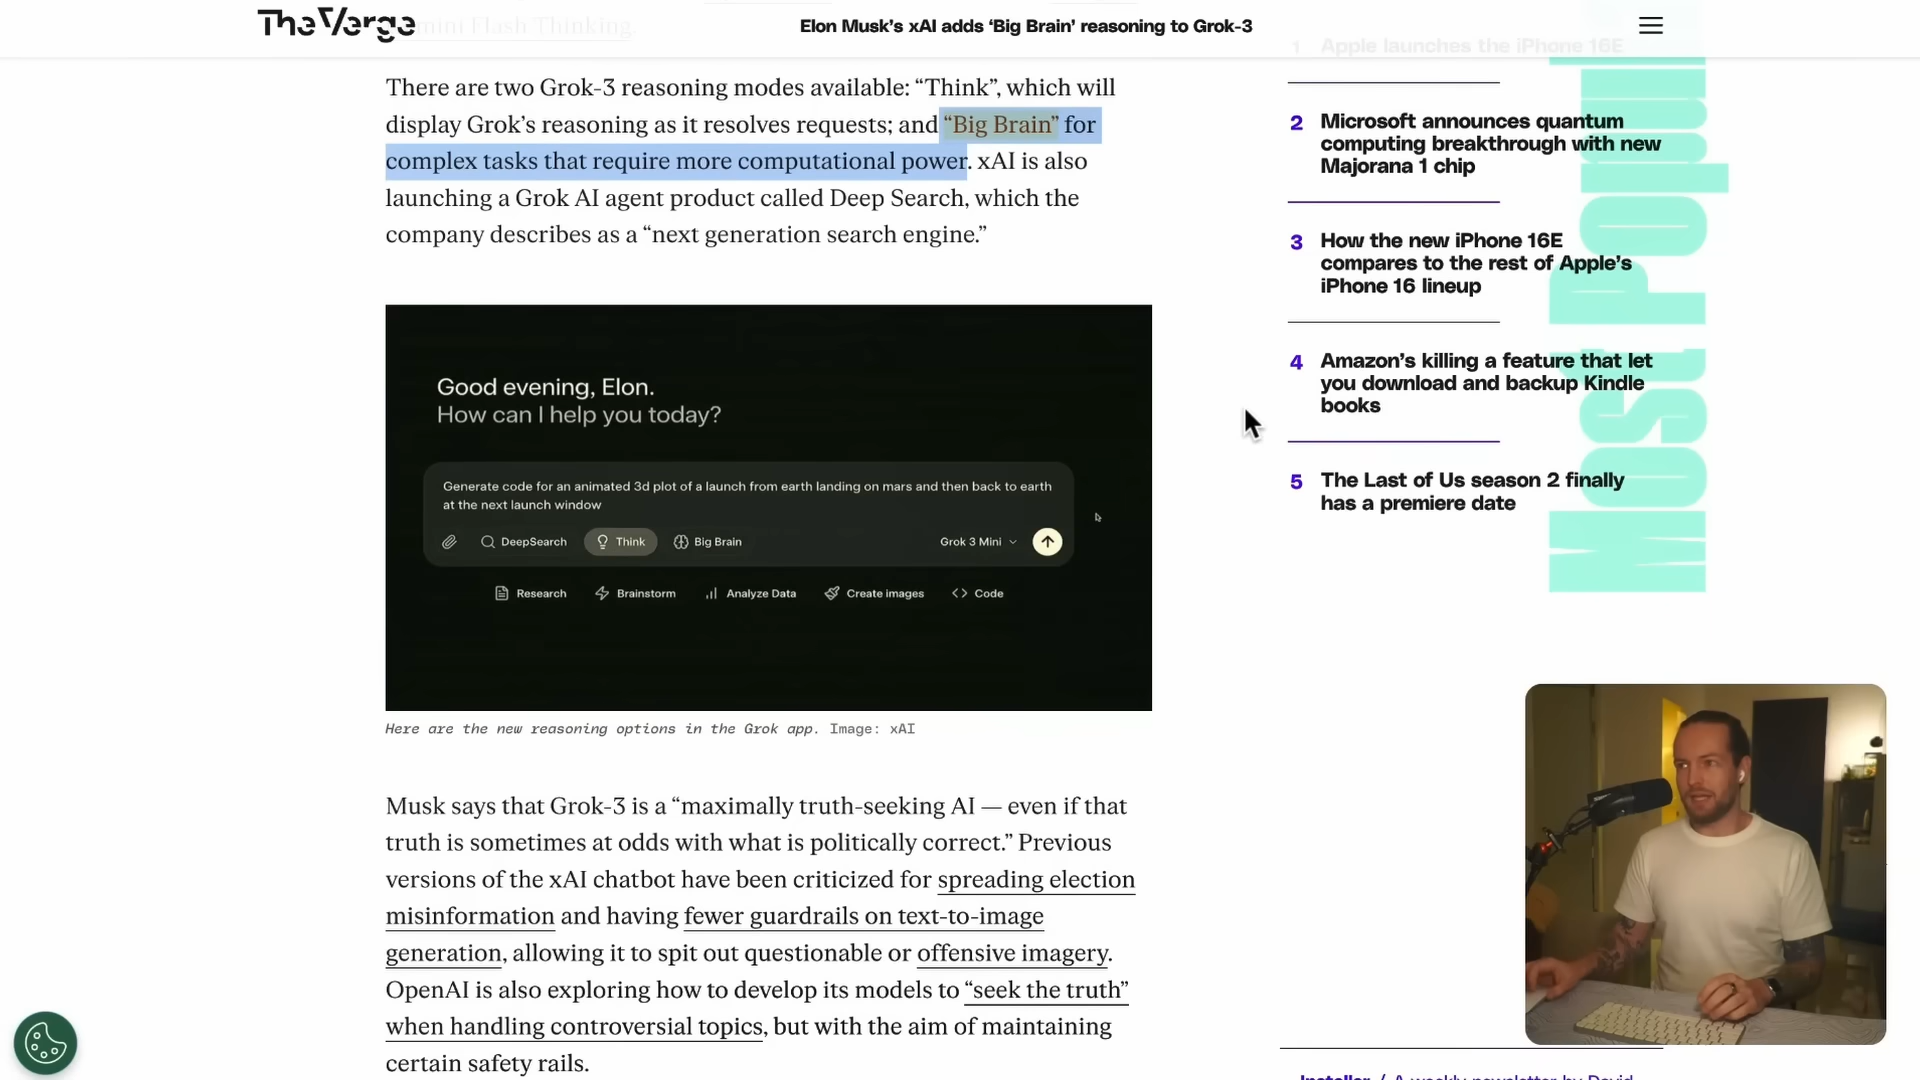 The Verge
mini Flash Thinking.
Elon Musk’s xAI adds ‘Big Brain’ reasoning to Grok-3
There are two Grok-3 reasoning modes available: “Think”, which will
display Grok’s reasoning as it resolves requests; and “Big Brain” for
complex tasks that require more computational power. xAI is also
launching a Grok AI agent product called Deep Search, which the
company describes as a “next generation search engine.”
Good evening, Elon.
How can I help you today?
Generate code for an animated 3d plot of a launch from earth landing on mars and then back to earth
at the next launch window
DeepSearch
Think
Big Brain
Grok 3 Mini
Research
Brainstorm
Analyze Data
Create images
Code
Here are the new reasoning options in the Grok app. Image: xAI
Musk says that Grok-3 is a “maximally truth-seeking AI — even if that
truth is sometimes at odds with what is politically correct.” Previous
versions of the xAI chatbot have been criticized for spreading election
misinformation and having fewer guardrails on text-to-image
generation, allowing it to spit out questionable or offensive imagery.
OpenAI is also exploring how to develop its models to “seek the truth”
when handling controversial topics, but with the aim of maintaining
certain safety rails.
Most Popul
1 Apple launches the iPhone 16E
2 Microsoft announces quantum
computing breakthrough with new
Majorana 1 chip
3 How the new iPhone 16E
compares to the rest of Apple’s
iPhone 16 lineup
4 Amazon’s killing a feature that let
you download and backup Kindle
books
5 The Last of Us season 2 finally
has a premiere date
Installer / A weekly newsletter by David